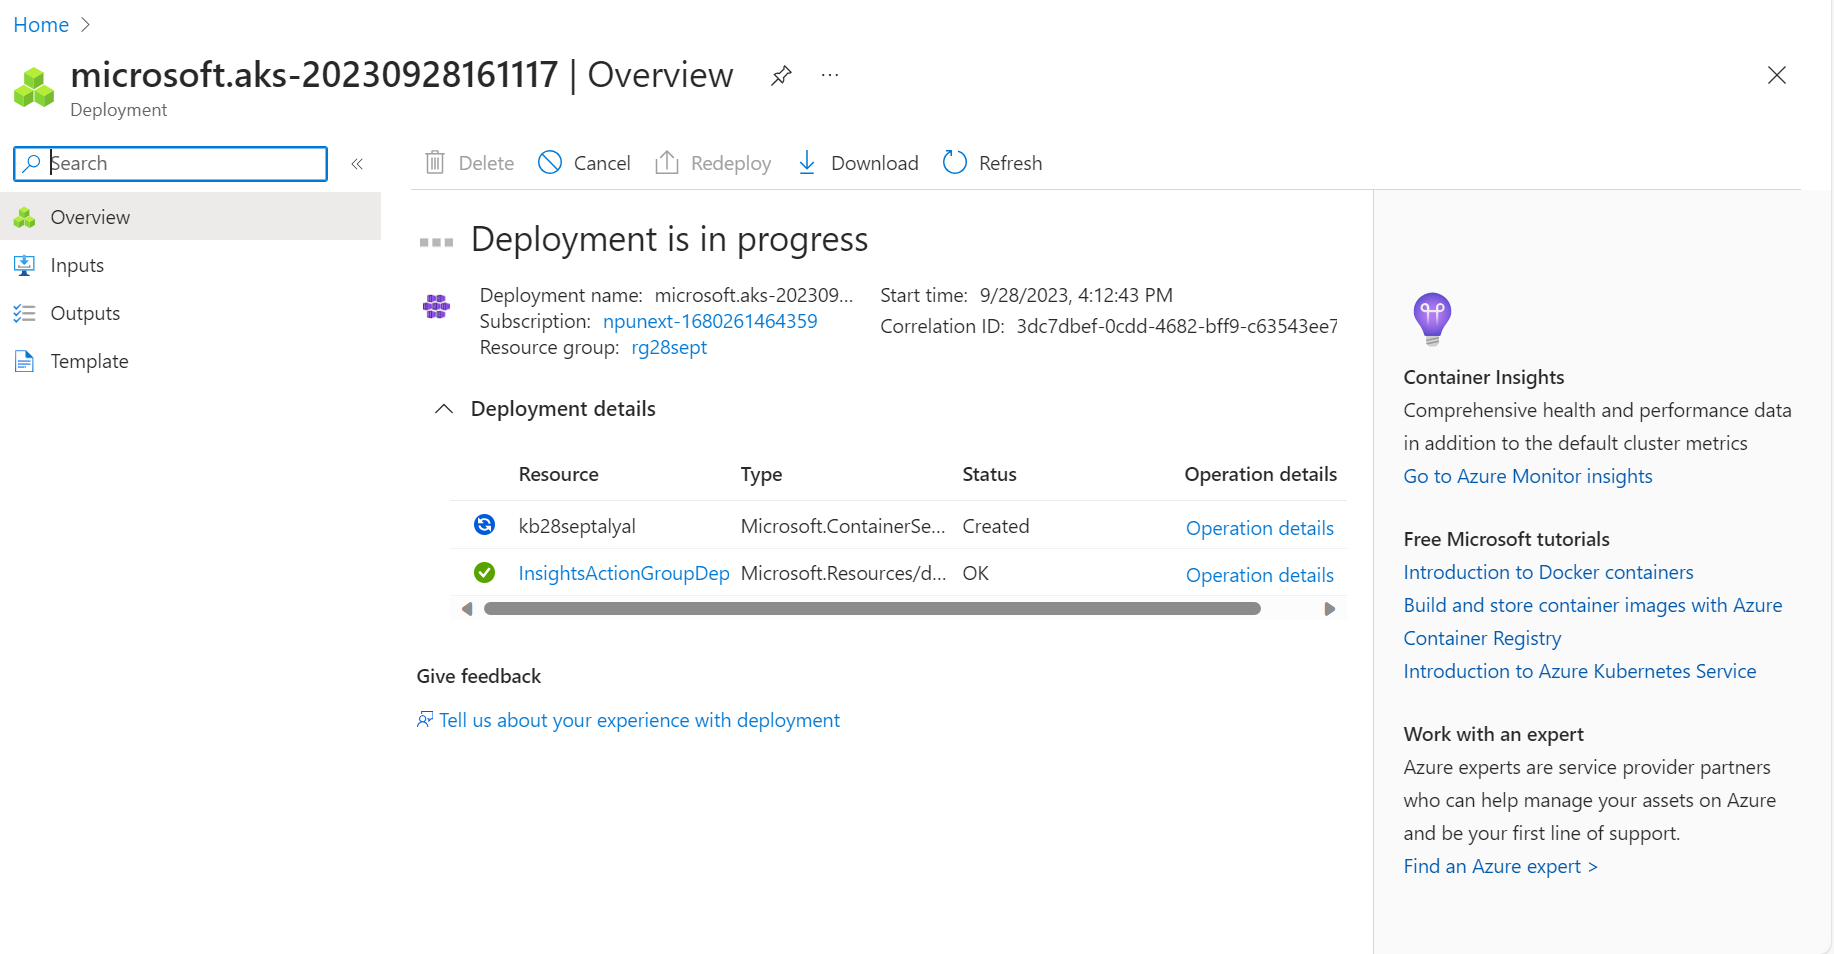 Home
microsoft.aks-20230928161117 | Overview
Deployment
Search
Delete Cancel Redeploy Download Refresh
Overview
Inputs
Outputs
Template
Deployment is in progress
Deployment name: microsoft.aks-202309...
Subscription: npunext-1680261464359
Resource group: rg28sept
Start time: 9/28/2023, 4:12:43 PM
Correlation ID: 3dc7dbef-0cdd-4682-bff9-c63543ee7
Deployment details
Resource Type Status Operation details
kb28septalyal Microsoft.ContainerSe... Created Operation details
InsightsActionGroupDep Microsoft.Resources/d... OK Operation details
Give feedback
Tell us about your experience with deployment
Container Insights
Comprehensive health and performance data
in addition to the default cluster metrics
Go to Azure Monitor insights
Free Microsoft tutorials
Introduction to Docker containers
Build and store container images with Azure
Container Registry
Introduction to Azure Kubernetes Service
Work with an expert
Azure experts are service provider partners
who can help manage your assets on Azure
and be your first line of support.
Find an Azure expert >